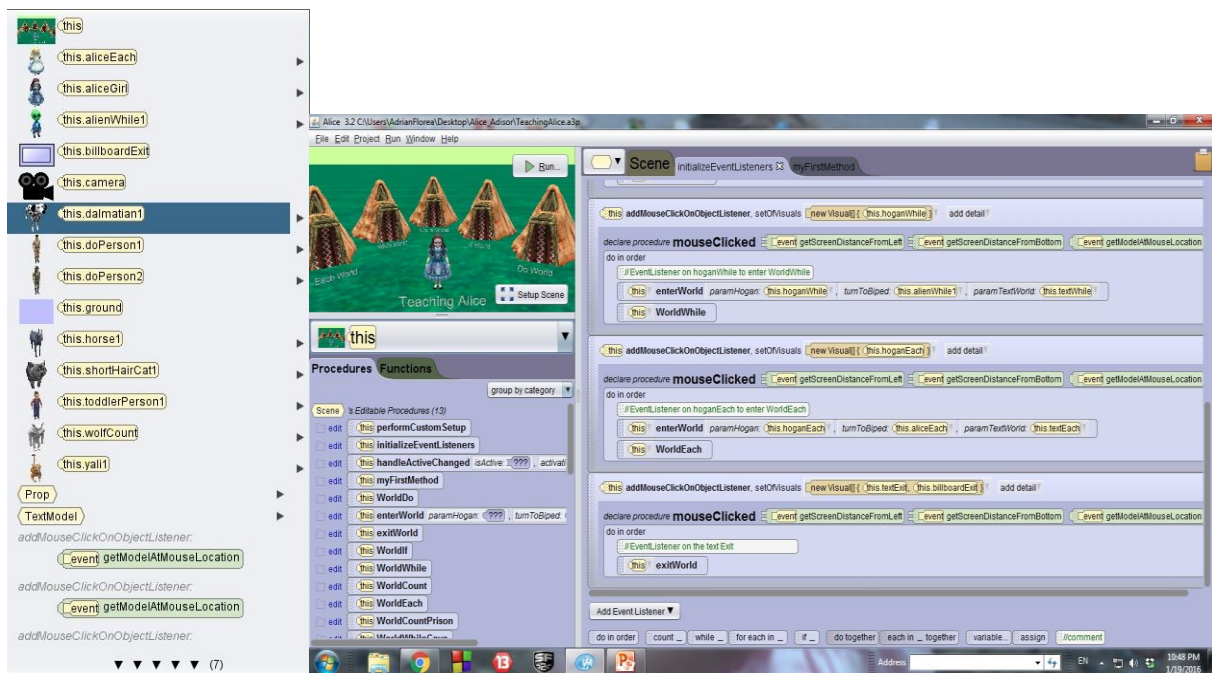 this
this.aliceEach
this.aliceGirl
this.alienWhile1
this.billboardExit
this.camera
this.dalmatian1
this.doPerson1
this.doPerson2
this.ground
this.horse1
this.shortHairCat1
this.toddlerPerson1
this.wolfCount
this.yali1
Prop
TextModel
addMouseClickOnObjectListener:
event getModelAtMouseLocation
addMouseClickOnObjectListener:
event getModelAtMouseLocation
addMouseClickOnObjectListener:
(7)
Alice 3.2 C:\Users\AdrianFlorea\Desktop\Alice_Adisor\TeachingAlice.a3p
File Edit Project Run Window Help
Run...
Each World
Do World
Teaching Alice
Setup Scene
this
Procedures Functions
group by category
Scene 's Editable Procedures (13)
edit this performCustomSetup
edit this initializeEventListeners
edit this handleActiveChanged isActive: ??? , activati
edit this myFirstMethod
edit this WorldDo
edit this enterWorld paramHogan: ??? , turnToBiped:
edit this exitWorld
edit this WorldIf
edit this WorldWhile
edit this WorldCount
edit this WorldEach
edit this WorldCountPrison
Scene initializeEventListeners myFirstMethod
this addMouseClickOnObjectListener, setOfVisuals new Visual[] { this.hoganWhile } add detail
declare procedure mouseClicked event getScreenDistanceFromLeft event getScreenDistanceFromBottom event getModelAtMouseLocation
do in order
//EventListener on hoganWhile to enter WorldWhile
this enterWorld paramHogan: this.hoganWhile , turnToBiped: this.alienWhile1 , paramTextWorld: this.textWhile
this WorldWhile
this addMouseClickOnObjectListener, setOfVisuals new Visual[] { this.hoganEach } add detail
declare procedure mouseClicked event getScreenDistanceFromLeft event getScreenDistanceFromBottom event getModelAtMouseLocation
do in order
//EventListener on hoganEach to enter WorldEach
this enterWorld paramHogan: this.hoganEach , turnToBiped: this.aliceEach , paramTextWorld: this.textEach
this WorldEach
this addMouseClickOnObjectListener, setOfVisuals new Visual[] { this.textExit, this.billboardExit } add detail
declare procedure mouseClicked event getScreenDistanceFromLeft event getScreenDistanceFromBottom event getModelAtMouseLocation
do in order
//EventListener on the text Exit
this exitWorld
Add Event Listener
do in order count _ while _ for each in _ if _ do together each in _ together variable... assign //comment
Address EN 10:48 PM
1/19/2016